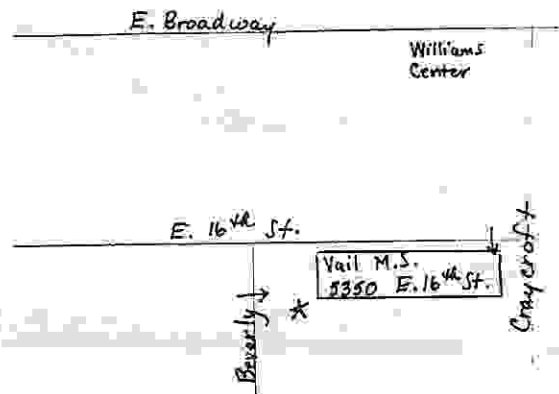 E. Broadway
Williams
Center
E. 16th St.
Vail M.S.
5350 E. 16th St.
Craycroft
Beverly